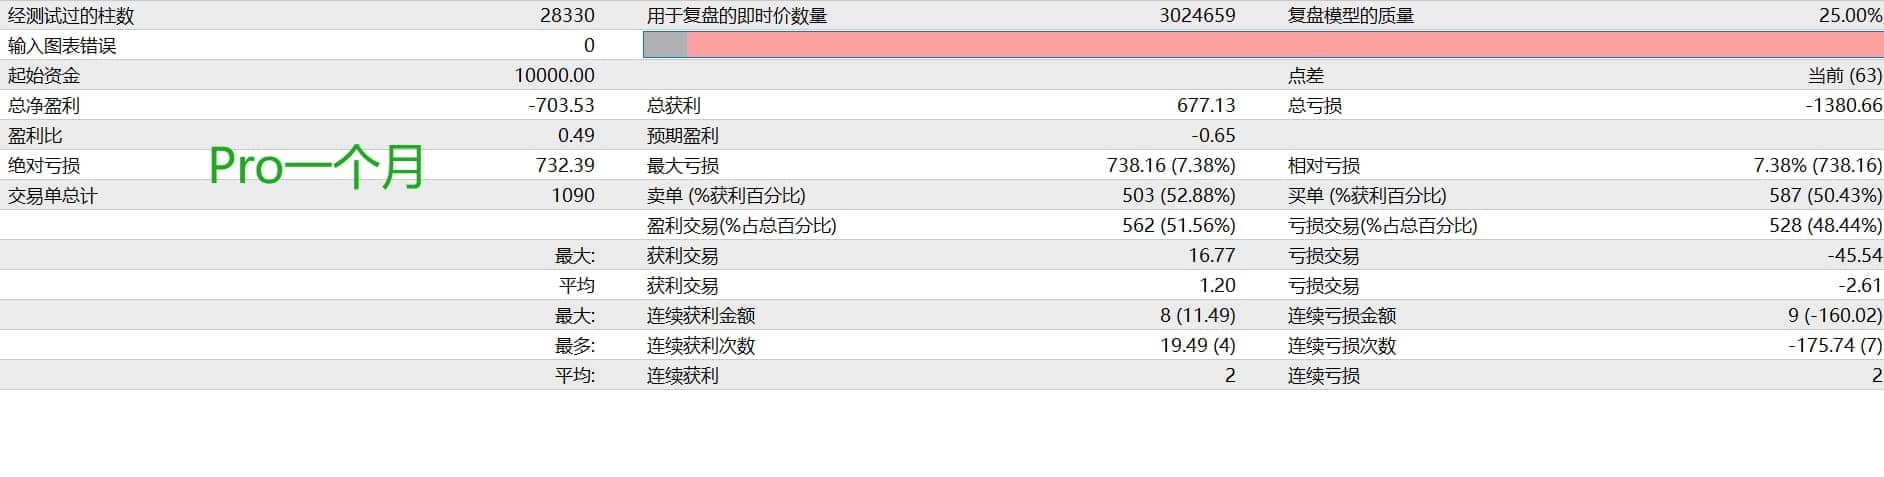 经测试过的柱数 28330 用于复盘的即时价数量 3024659 复盘模型的质量 25.00%
输入图表错误 0
起始资金 10000.00 点差 当前 (63)
总净盈利 -703.53 总获利 677.13 总亏损 -1380.66
盈利比 0.49 预期盈利 -0.65
Pro一个月
绝对亏损 732.39 最大亏损 738.16 (7.38%) 相对亏损 7.38% (738.16)
交易单总计 1090 卖单 (%获利百分比) 503 (52.88%) 买单 (%获利百分比) 587 (50.43%)
盈利交易(%占总百分比) 562 (51.56%) 亏损交易(%占总百分比) 528 (48.44%)
最大: 获利交易 16.77 亏损交易 -45.54
平均 获利交易 1.20 亏损交易 -2.61
最大: 连续获利金额 8 (11.49) 连续亏损金额 9 (-160.02)
最多: 连续获利次数 19.49 (4) 连续亏损次数 -175.74 (7)
平均: 连续获利 2 连续亏损 2